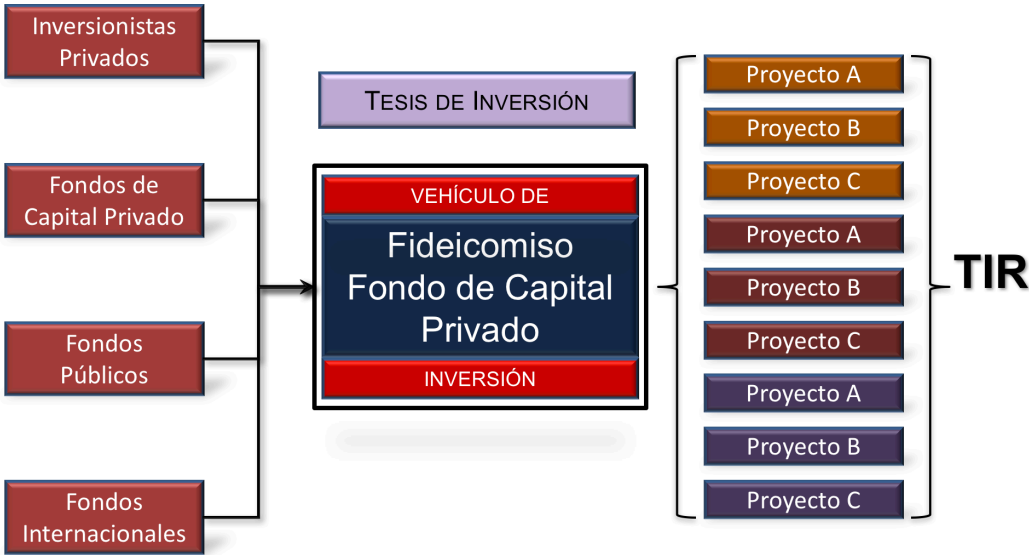 Inversionistas
Privados
Fondos de
Capital Privado
Fondos
Públicos
Fondos
Internacionales
TESIS DE INVERSIÓN
VEHÍCULO DE
Fideicomiso
Fondo de Capital
Privado
INVERSIÓN
Proyecto A
Proyecto B
Proyecto C
Proyecto A
Proyecto B
Proyecto C
Proyecto A
Proyecto B
Proyecto C
TIR